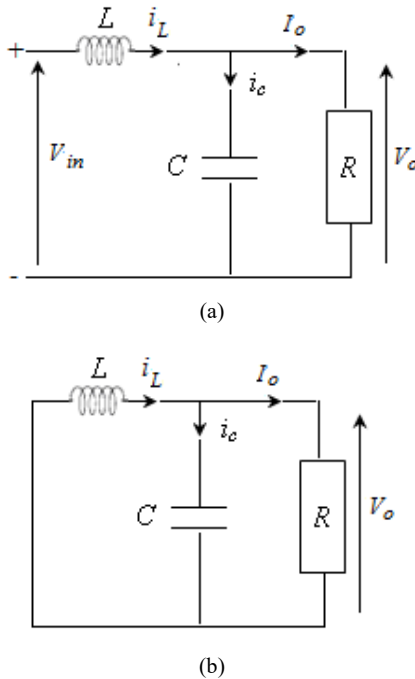 L i_L I_o
+
i_c
V_in C R V_o
-
(a)
L i_L I_o
i_c
C R V_o
(b)